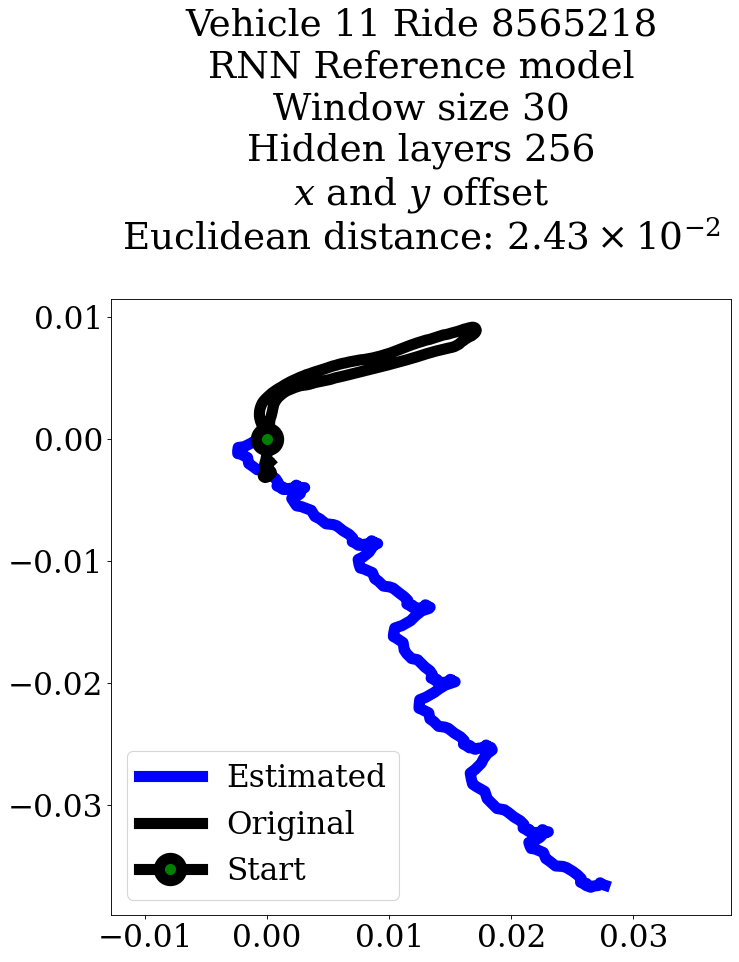 Vehicle 11 Ride 8565218
RNN Reference model
Window size 30
Hidden layers 256
x and y offset
Euclidean distance: 2.43 × 10⁻²
0.01
0.00
−0.01
−0.02
−0.03
Estimated
Original
Start
−0.01 0.00 0.01 0.02 0.03